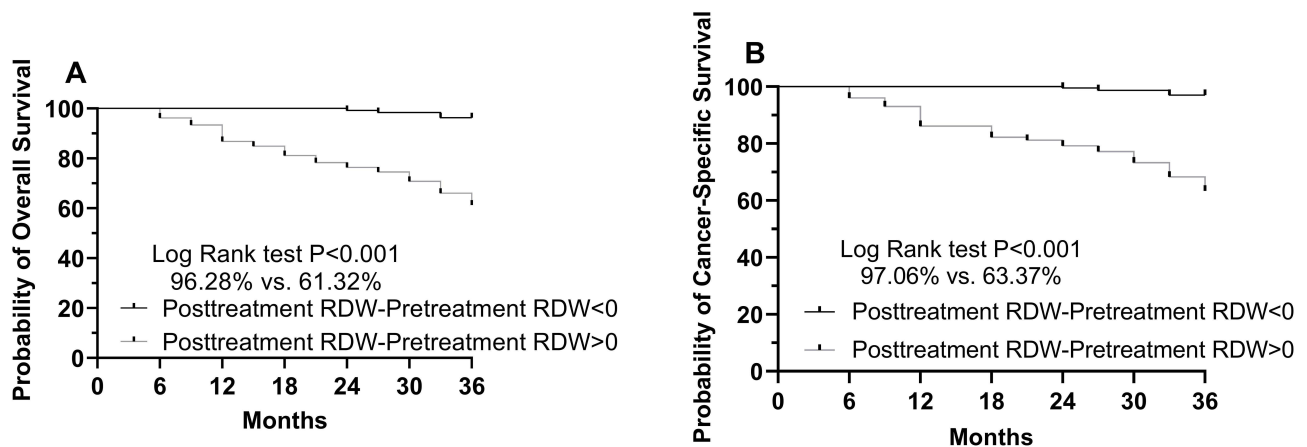 A
Probability of Overall Survival
100
80
60
40
20
0
Log Rank test P<0.001
96.28% vs. 61.32%
Posttreatment RDW-Pretreatment RDW<0
Posttreatment RDW-Pretreatment RDW>0
0 6 12 18 24 30 36
Months
B
Probability of Cancer-Specific Survival
100
80
60
40
20
0
Log Rank test P<0.001
97.06% vs. 63.37%
Posttreatment RDW-Pretreatment RDW<0
Posttreatment RDW-Pretreatment RDW>0
0 6 12 18 24 30 36
Months